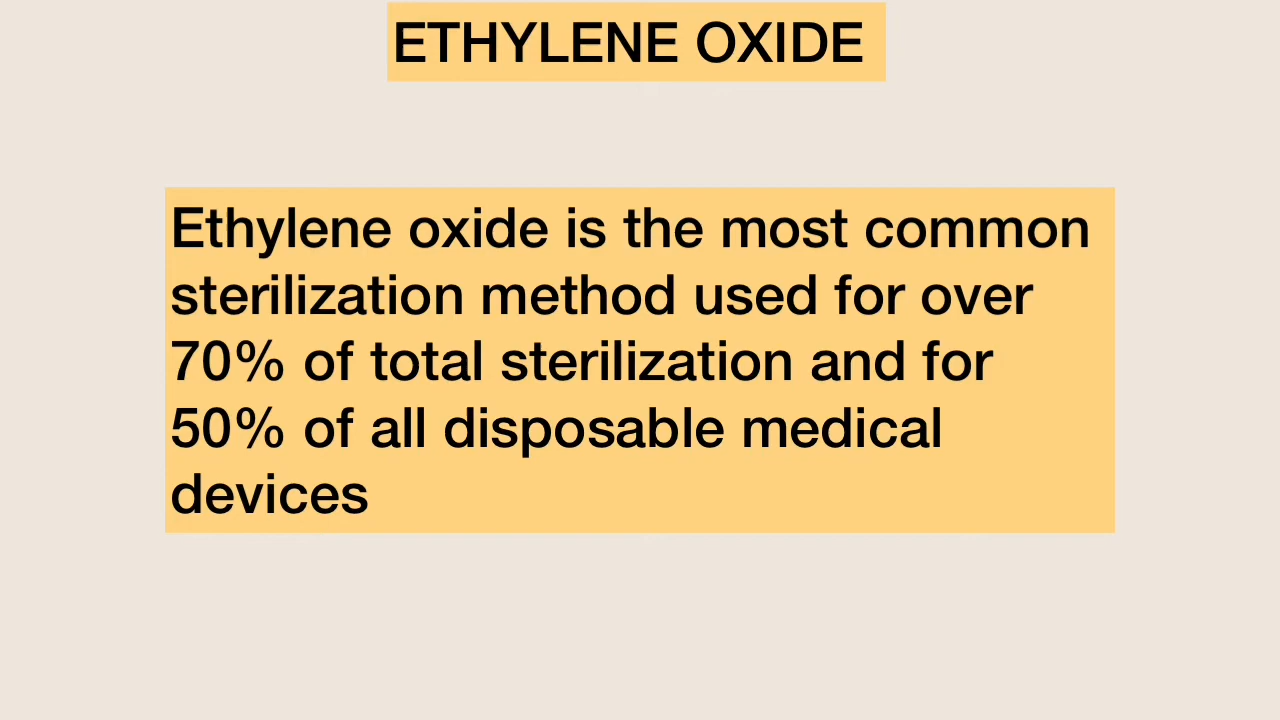 ETHYLENE OXIDE
Ethylene oxide is the most common
sterilization method used for over
70% of total sterilization and for
50% of all disposable medical
devices